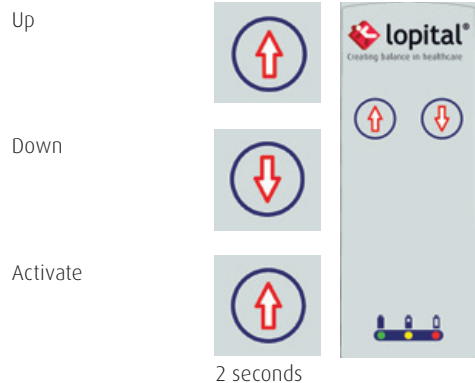 Up
lopital®
Creating balance in healthcare
Down
Activate
2 seconds